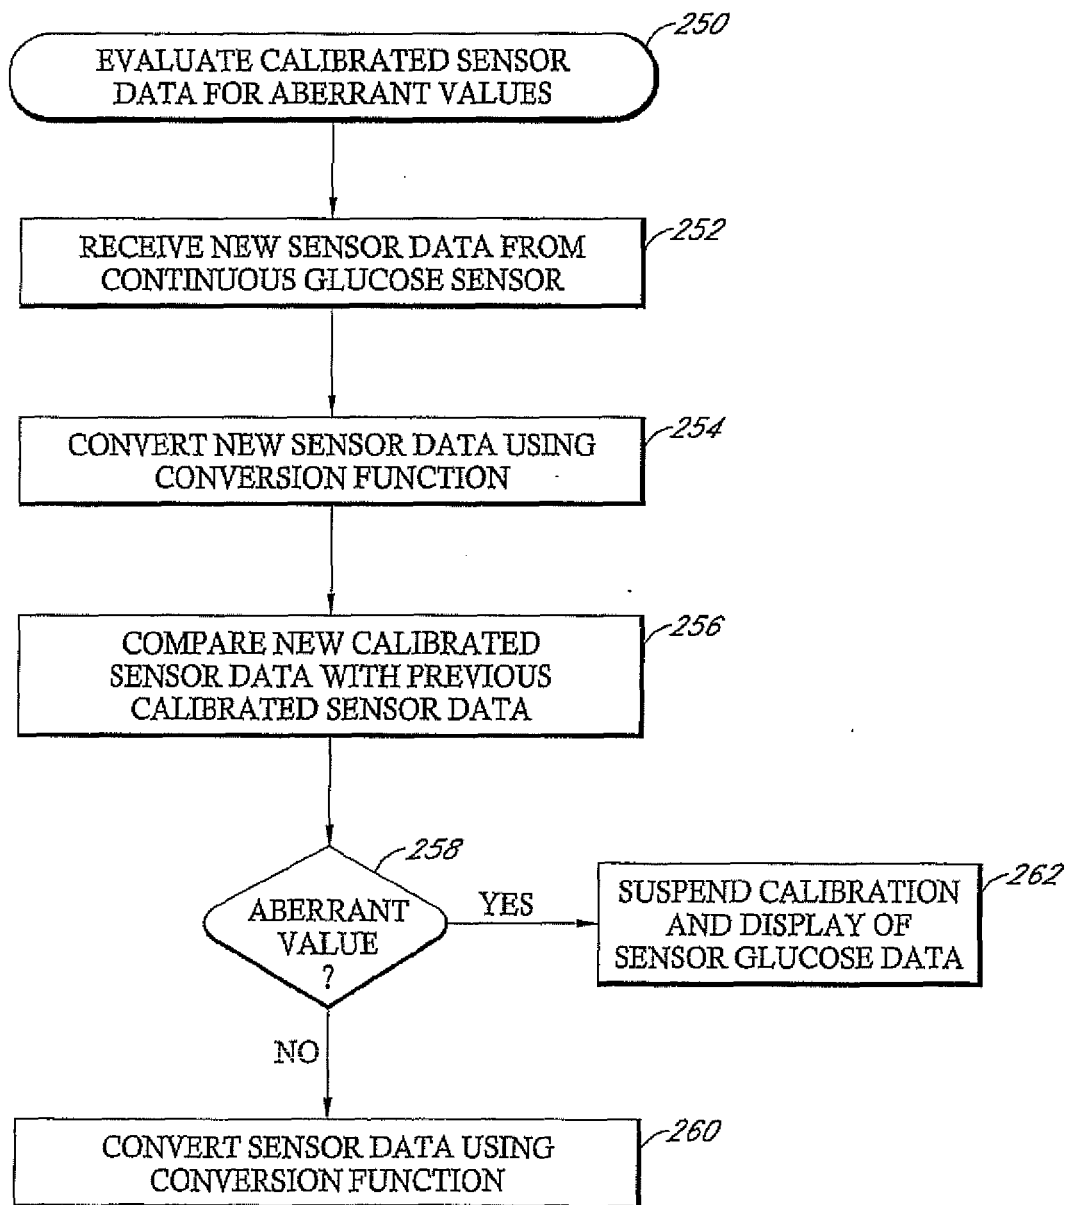 250
EVALUATE CALIBRATED SENSOR
DATA FOR ABERRANT VALUES
252
RECEIVE NEW SENSOR DATA FROM
CONTINUOUS GLUCOSE SENSOR
254
CONVERT NEW SENSOR DATA USING
CONVERSION FUNCTION
256
COMPARE NEW CALIBRATED
SENSOR DATA WITH PREVIOUS
CALIBRATED SENSOR DATA
258
ABERRANT
VALUE
?
YES
262
SUSPEND CALIBRATION
AND DISPLAY OF
SENSOR GLUCOSE DATA
NO
260
CONVERT SENSOR DATA USING
CONVERSION FUNCTION